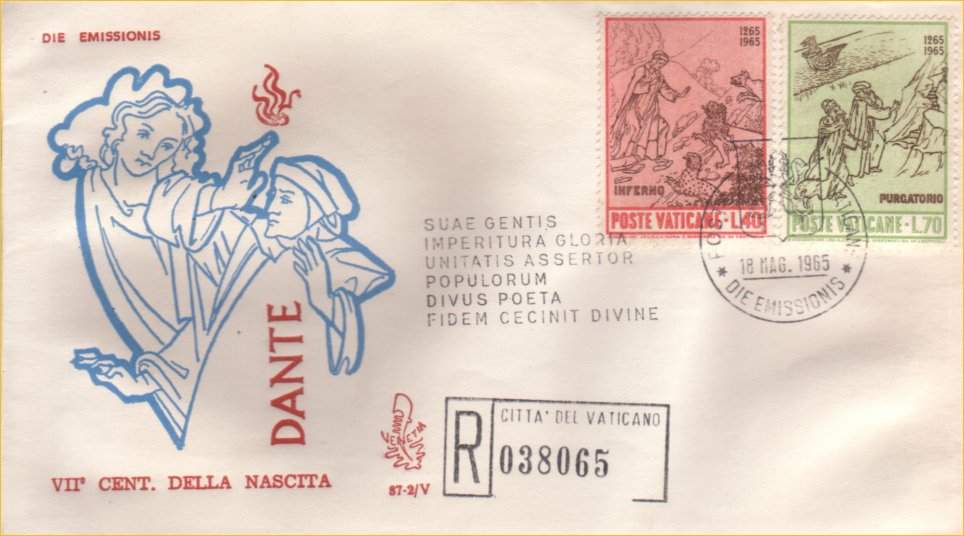 DIE EMISSIONIS
1265
1965
INFERNO
POSTE VATICANE-L.40
1265
1965
PURGATORIO
POSTE VATICANE-L.70
18 MAG. 1965
* DIE EMISSIONIS *
SUAE GENTIS
IMPERITURA GLORIA
UNITATIS ASSERTOR
POPULORUM
DIVUS POETA
FIDEM CECINIT DIVINE
DANTE
VIIº CENT. DELLA NASCITA
87-2/V
R
CITTA' DEL VATICANO
038065